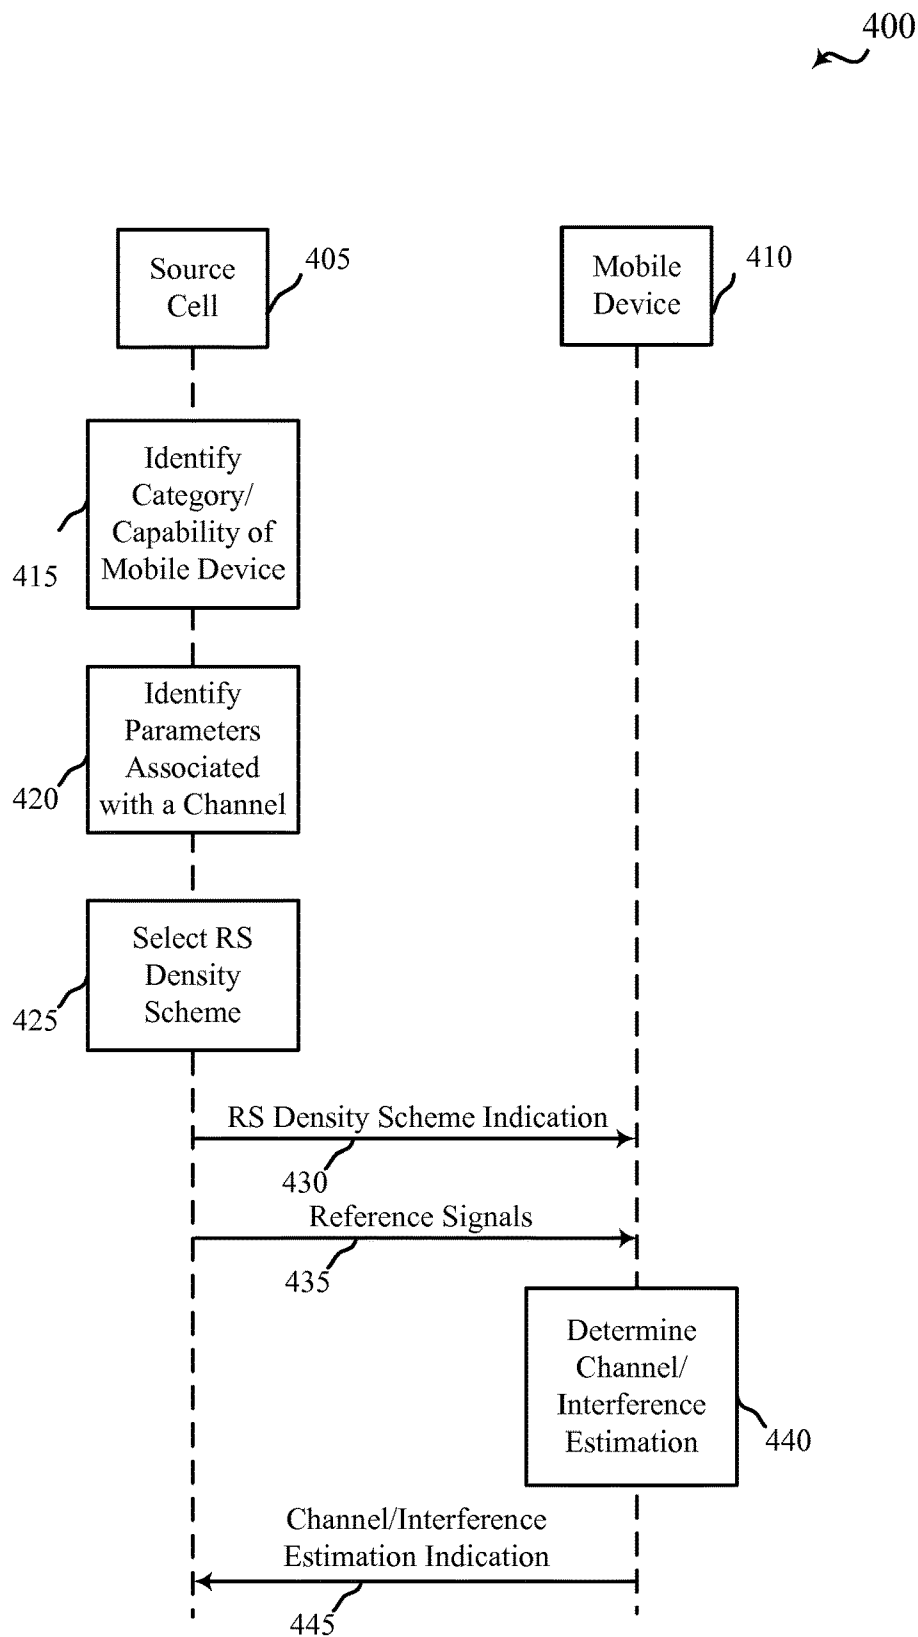 400
Source
Cell
405
Mobile
Device
410
Identify
Category/
Capability of
Mobile Device
415
Identify
Parameters
Associated
with a Channel
420
Select RS
Density
Scheme
425
RS Density Scheme Indication
430
Reference Signals
435
Determine
Channel/
Interference
Estimation
440
Channel/Interference
Estimation Indication
445